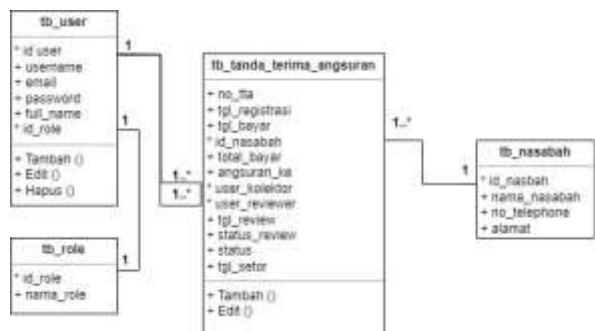 tb_user
* id user
+ username
+ email
+ password
+ full_name
* id_role
+ Tambah ()
+ Edit ()
+ Hapus ()
1
1
1
tb_role
* id_role
+ nama_role
1..*
1..*
tb_tanda_terima_angsuran
+ no_tta
+ tgl_registrasi
+ tgl_bayar
* id_nasabah
+ total_bayar
+ angsuran_ke
* user_kolektor
* user_reviewer
+ tgl_review
+ status_review
+ status
+ tgl_setor
+ Tambah ()
+ Edit ()
1..*
1
tb_nasabah
* id_nasbah
+ nama_nasabah
+ no_telephone
+ alamat